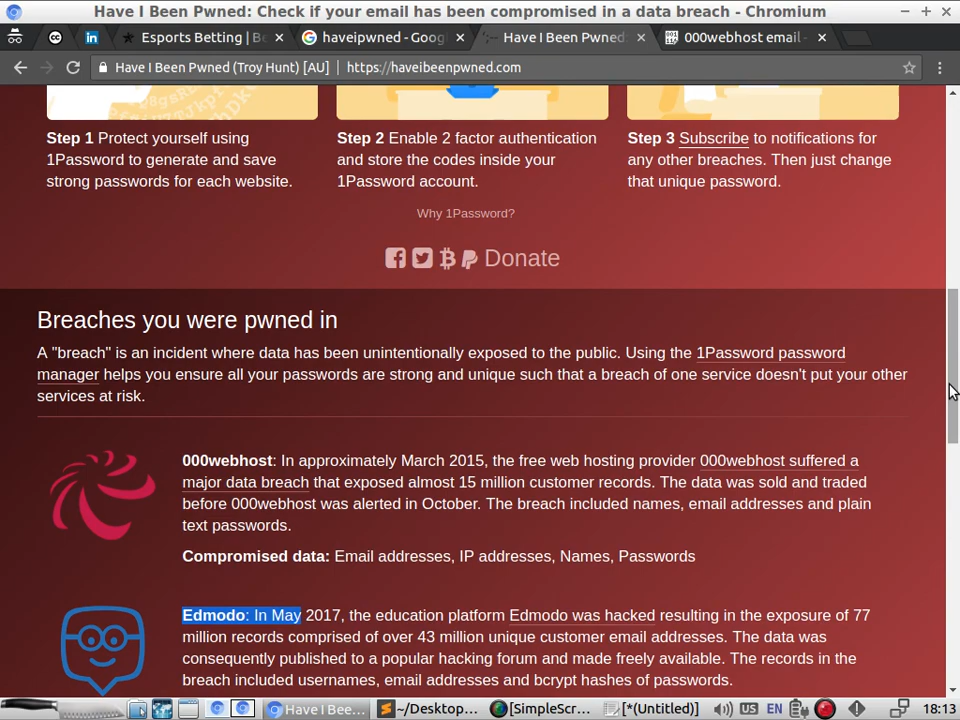 Have I Been Pwned: Check if your email has been compromised in a data breach - Chromium
Esports Betting | Bo
haveipwned - Goog
Have I Been Pwned
000webhost email -
Have I Been Pwned (Troy Hunt) [AU] | https://haveibeenpwned.com
Step 1 Protect yourself using
1Password to generate and save
strong passwords for each website.
Step 2 Enable 2 factor authentication
and store the codes inside your
1Password account.
Step 3 Subscribe to notifications for
any other breaches. Then just change
that unique password.
Why 1Password?
Donate
Breaches you were pwned in
A "breach" is an incident where data has been unintentionally exposed to the public. Using the 1Password password
manager helps you ensure all your passwords are strong and unique such that a breach of one service doesn't put your other
services at risk.
000webhost: In approximately March 2015, the free web hosting provider 000webhost suffered a
major data breach that exposed almost 15 million customer records. The data was sold and traded
before 000webhost was alerted in October. The breach included names, email addresses and plain
text passwords.
Compromised data: Email addresses, IP addresses, Names, Passwords
Edmodo: In May 2017, the education platform Edmodo was hacked resulting in the exposure of 77
million records comprised of over 43 million unique customer email addresses. The data was
consequently published to a popular hacking forum and made freely available. The records in the
breach included usernames, email addresses and bcrypt hashes of passwords.
Have I Bee...
~/Desktop...
[SimpleScr...
[*(Untitled)]
US
EN
18:13